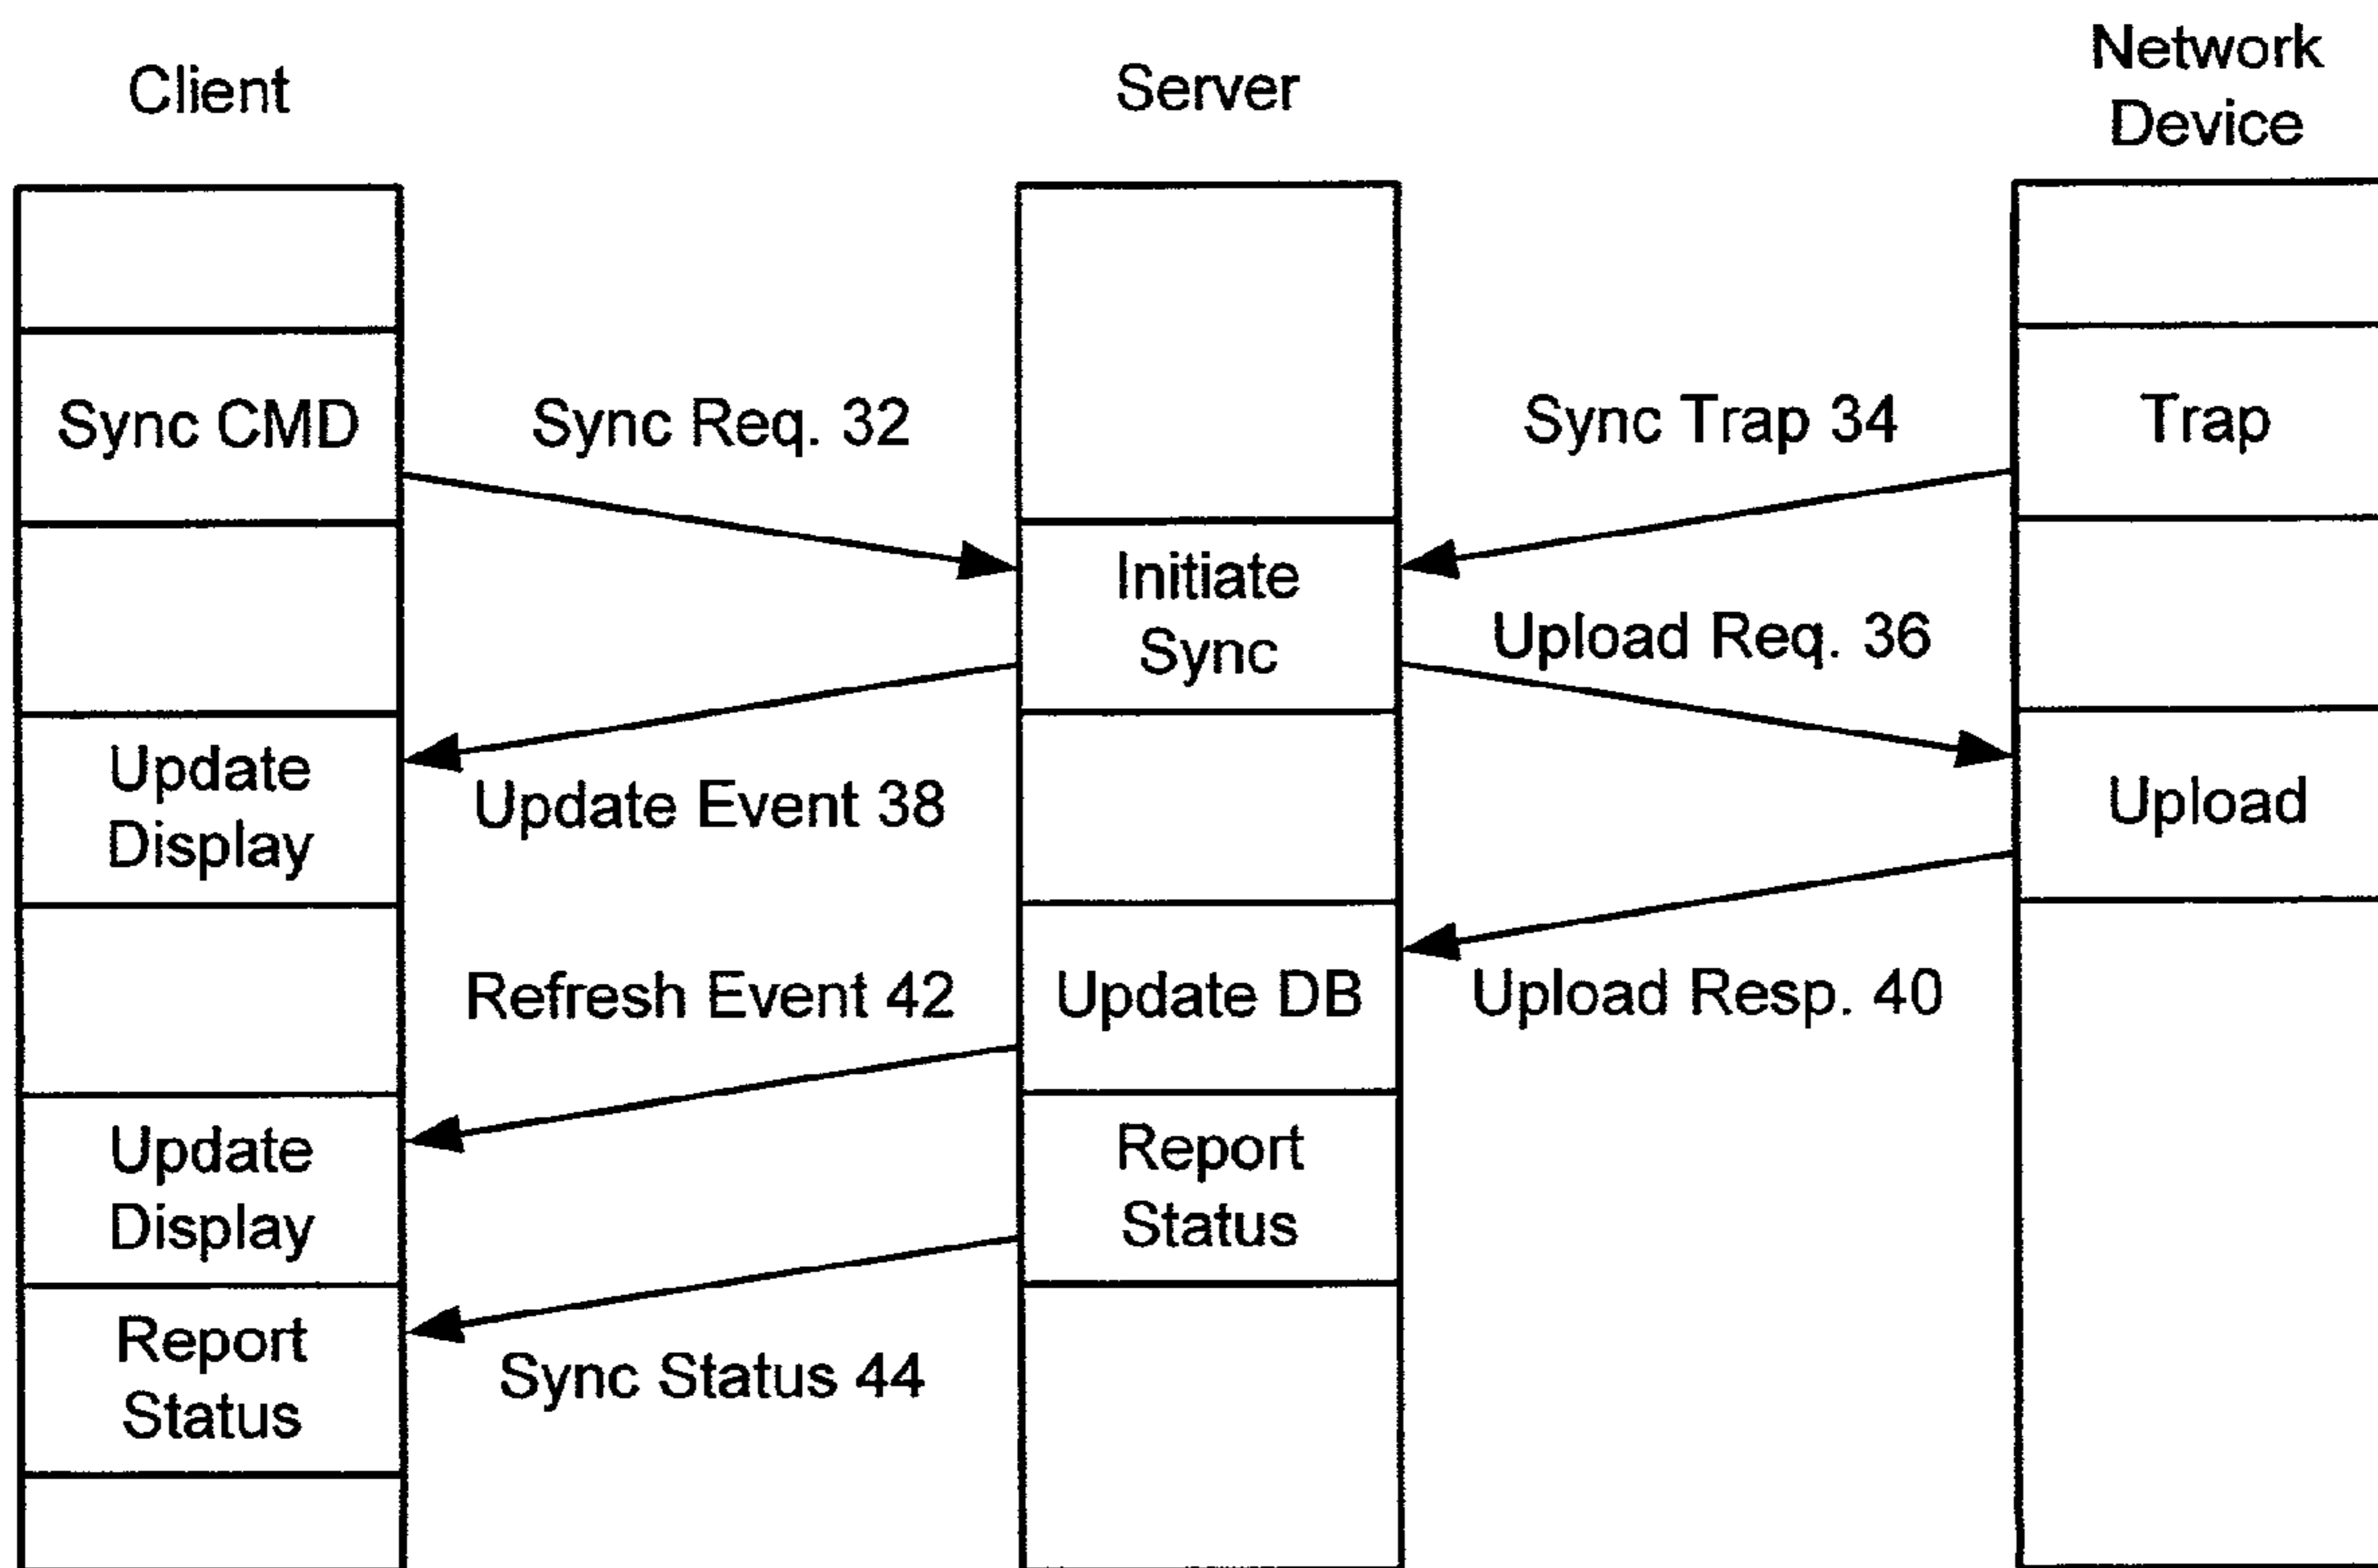 Client
Server
Network
Device
Sync CMD
Sync Req. 32
Sync Trap 34
Trap
Initiate
Sync
Upload Req. 36
Update
Display
Update Event 38
Upload
Refresh Event 42
Update DB
Upload Resp. 40
Update
Display
Report
Status
Report
Status
Sync Status 44